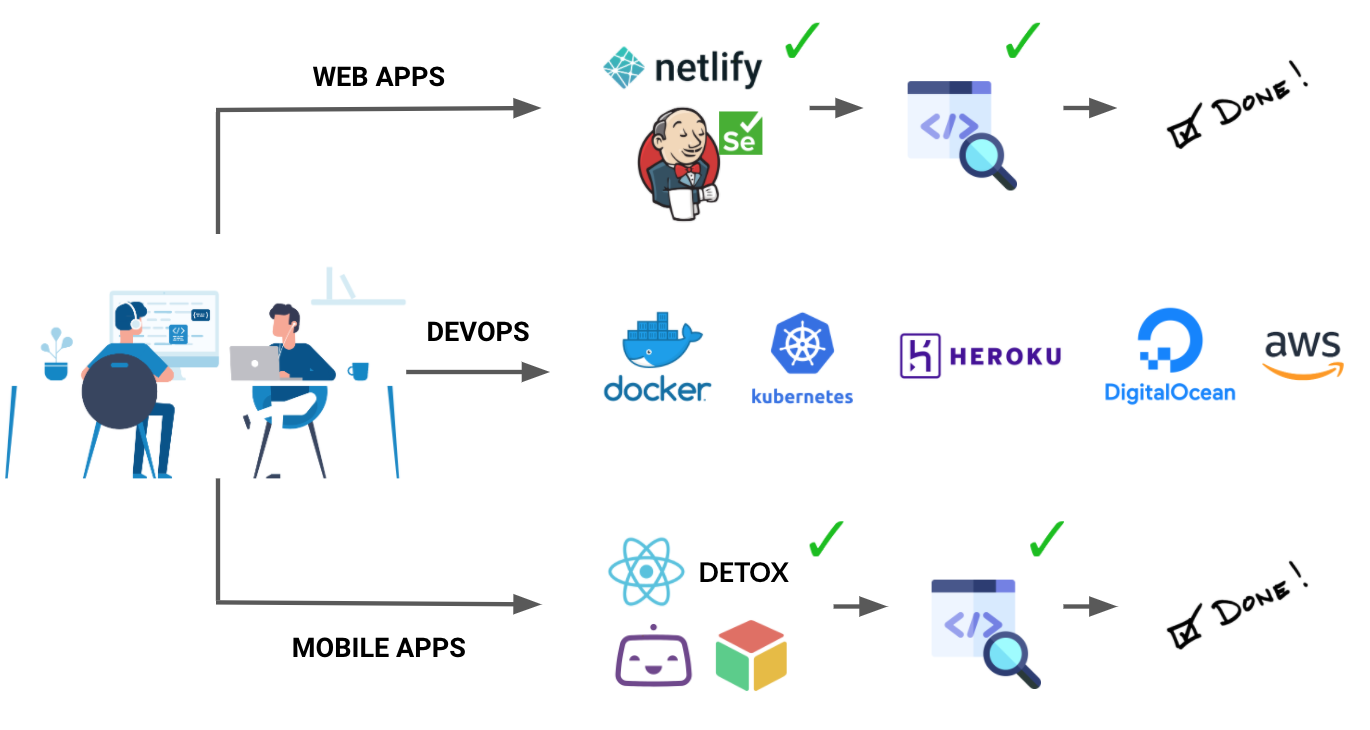 WEB APPS
netlify
Se
</>
DONE!
DEVOPS
docker
kubernetes
HEROKU
DigitalOcean
aws
</>
DETOX
</>
DONE!
MOBILE APPS